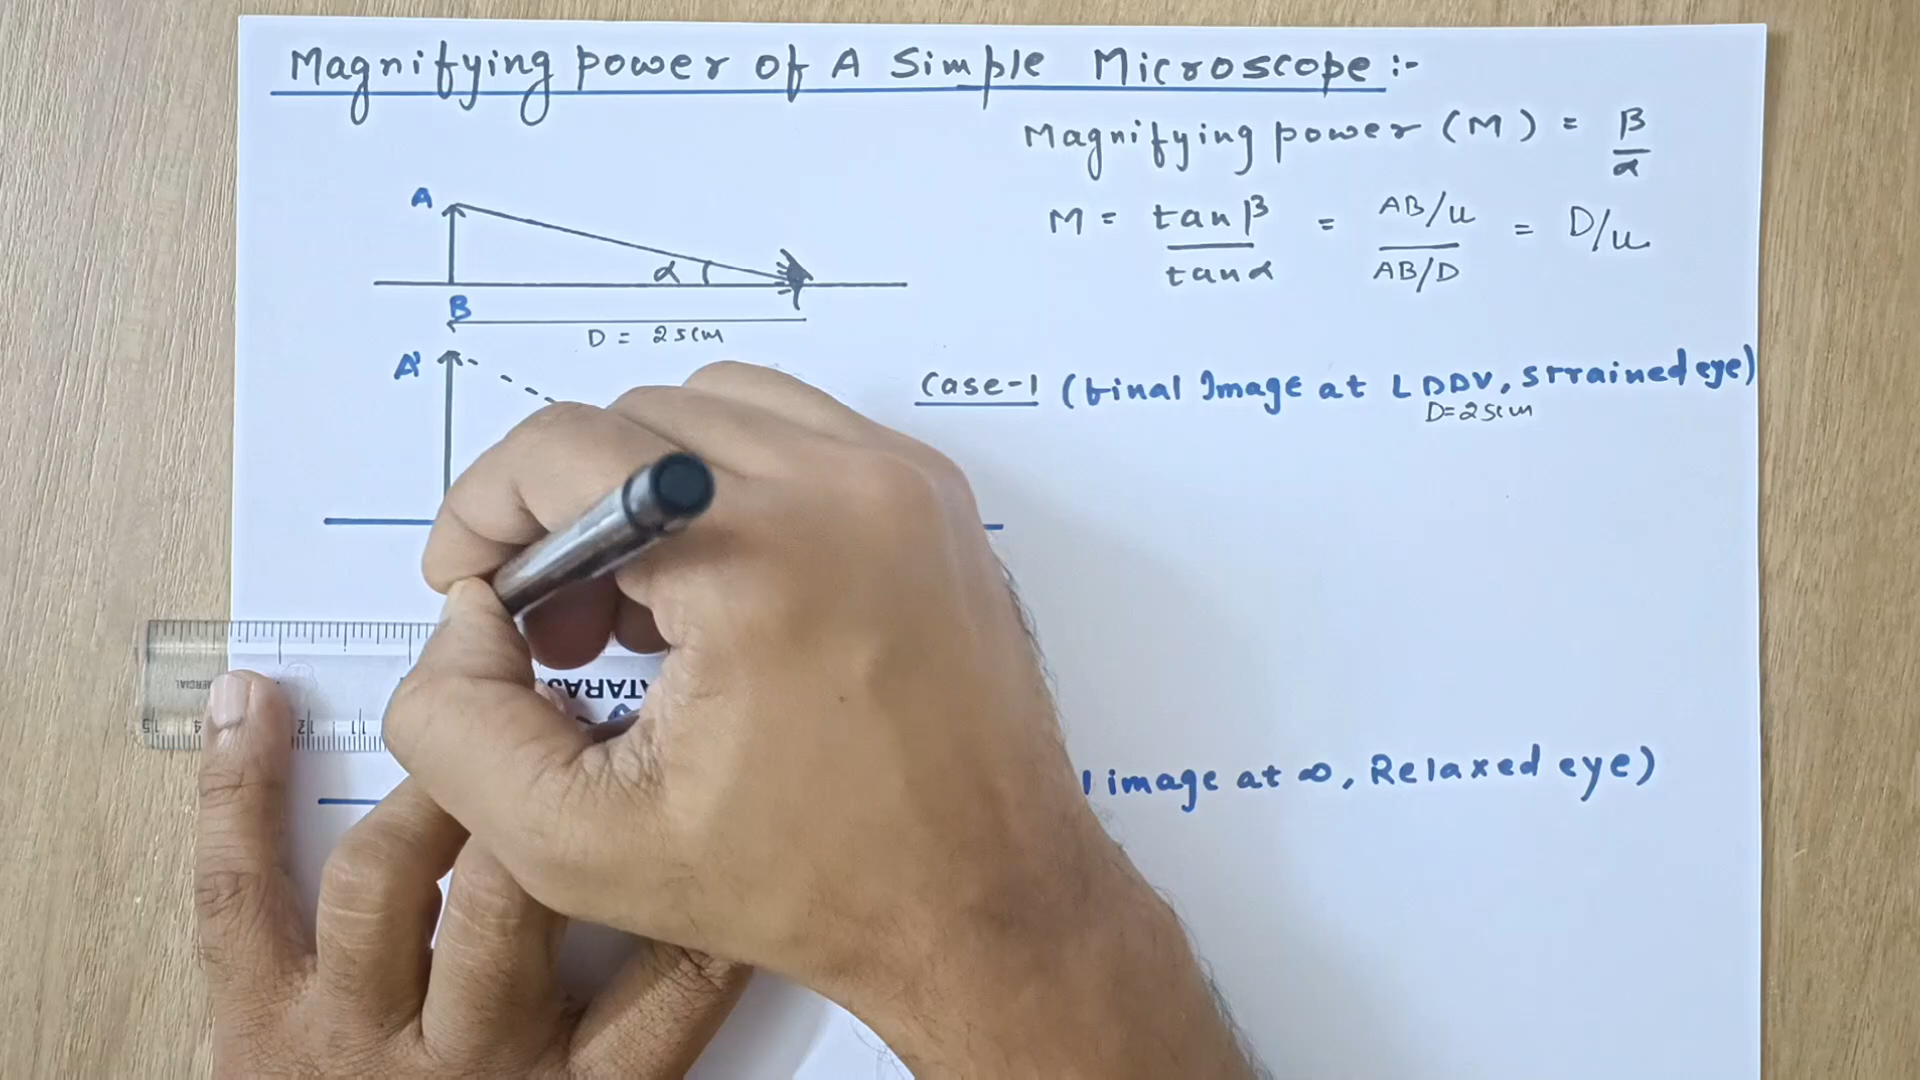 Magnifying power of A Simple Microscope :-
Magnifying power (M) = β/α
M = tanβ/tanα = AB/u / AB/D = D/u
A
α
B
D = 25cm
A'
Case-1 (final Image at LDDV, strained eye)
D=25cm
image at ∞, Relaxed eye)